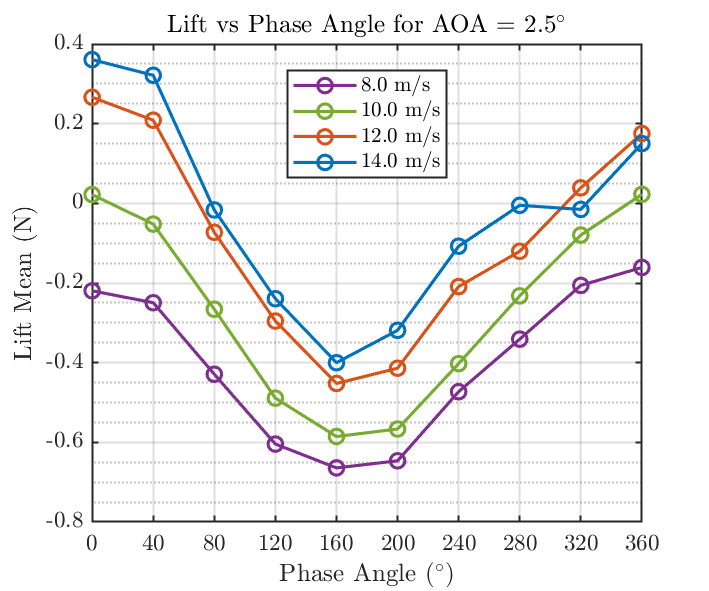 Lift vs Phase Angle for AOA = 2.5°
Lift Mean (N)
0.4
0.2
0
-0.2
-0.4
-0.6
-0.8
8.0 m/s
10.0 m/s
12.0 m/s
14.0 m/s
0 40 80 120 160 200 240 280 320 360
Phase Angle (°)